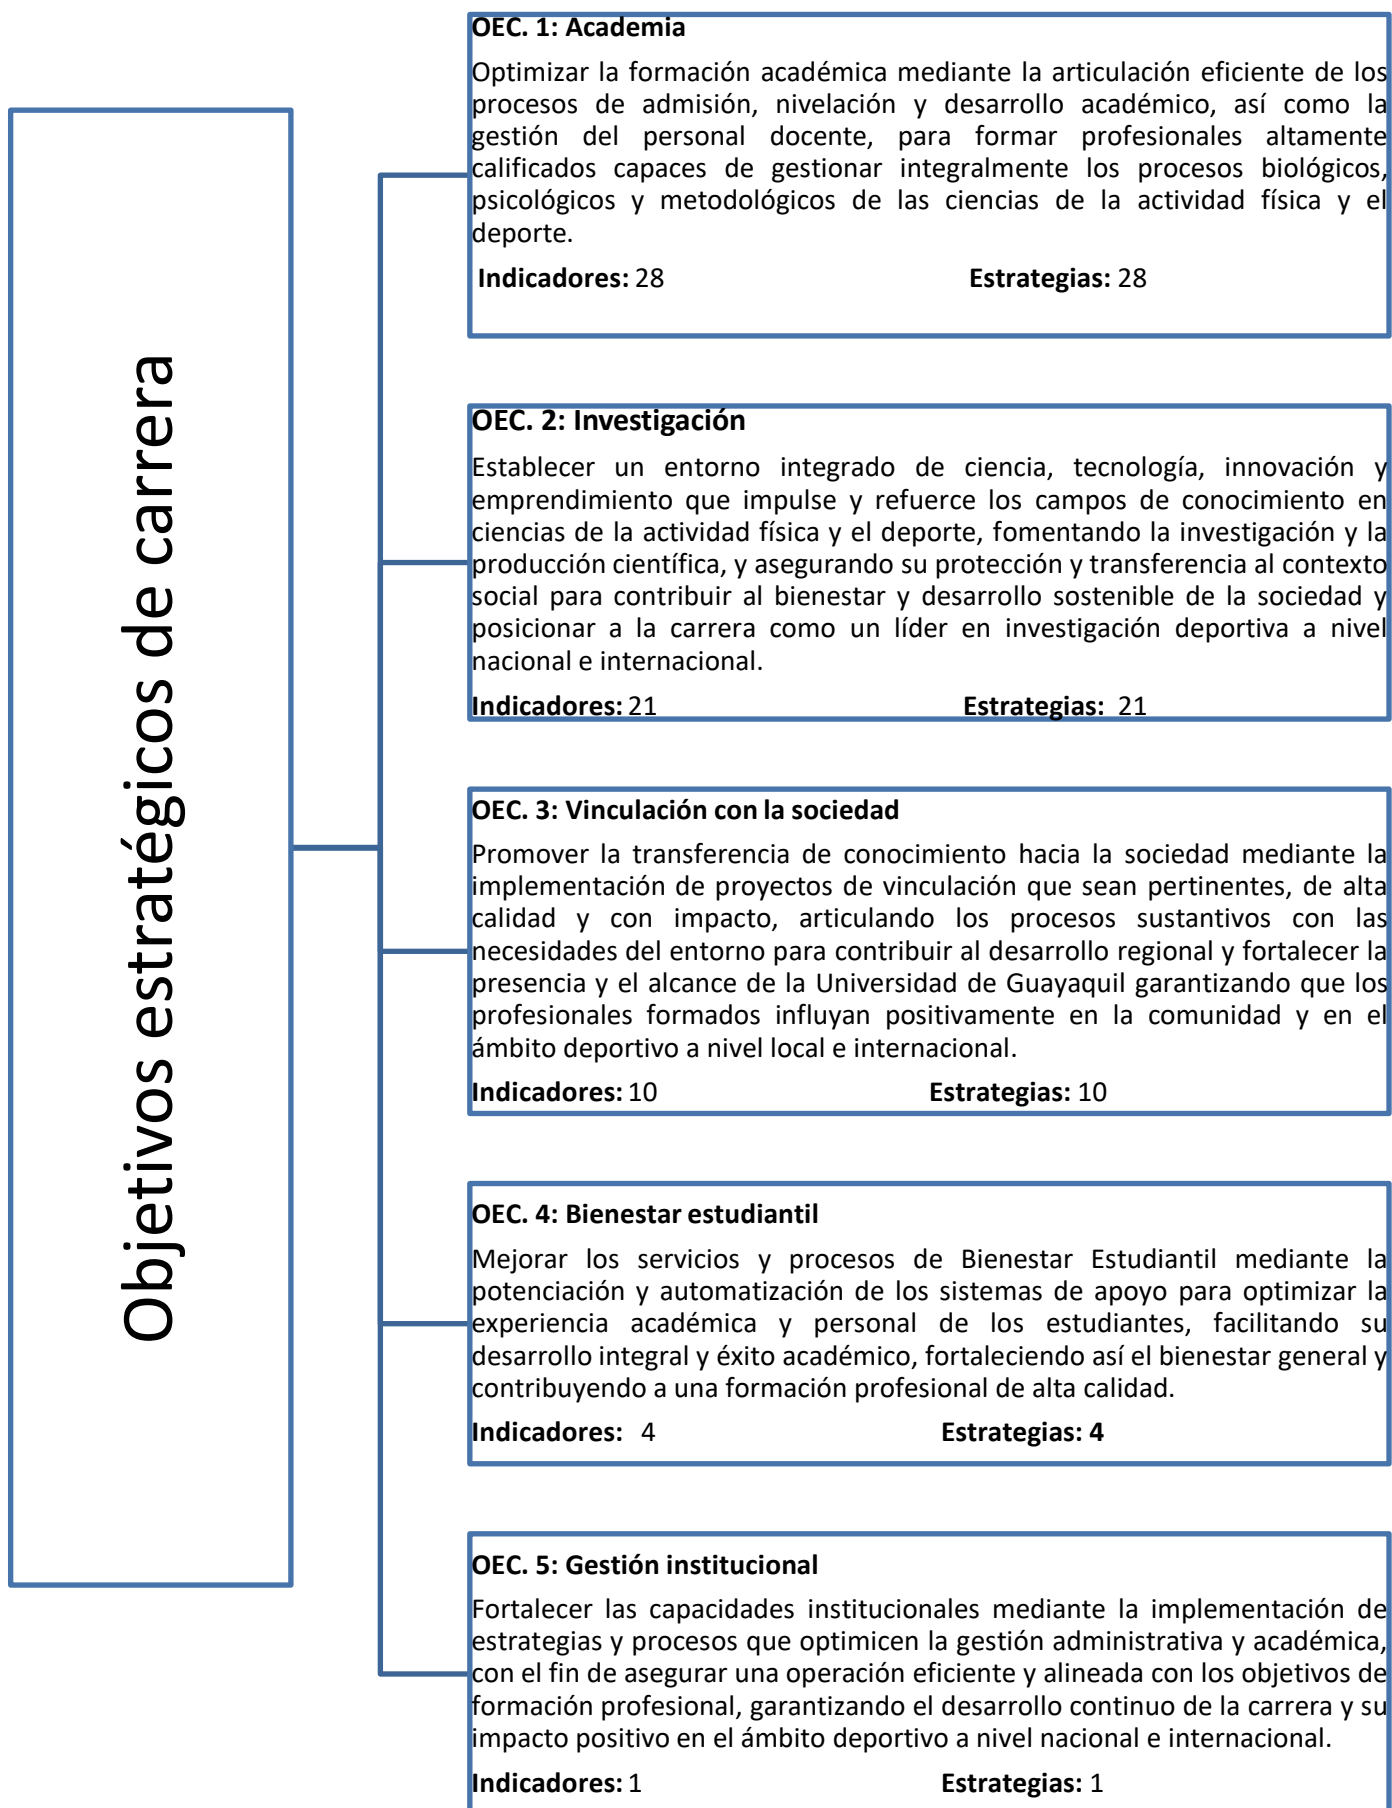 Objetivos estratégicos de carrera
OEC. 1: Academia
Optimizar la formación académica mediante la articulación eficiente de los
procesos de admisión, nivelación y desarrollo académico, así como la
gestión del personal docente, para formar profesionales altamente
calificados capaces de gestionar integralmente los procesos biológicos,
psicológicos y metodológicos de las ciencias de la actividad física y el
deporte.
Indicadores: 28 Estrategias: 28
OEC. 2: Investigación
Establecer un entorno integrado de ciencia, tecnología, innovación y
emprendimiento que impulse y refuerce los campos de conocimiento en
ciencias de la actividad física y el deporte, fomentando la investigación y la
producción científica, y asegurando su protección y transferencia al contexto
social para contribuir al bienestar y desarrollo sostenible de la sociedad y
posicionar a la carrera como un líder en investigación deportiva a nivel
nacional e internacional.
Indicadores: 21 Estrategias: 21
OEC. 3: Vinculación con la sociedad
Promover la transferencia de conocimiento hacia la sociedad mediante la
implementación de proyectos de vinculación que sean pertinentes, de alta
calidad y con impacto, articulando los procesos sustantivos con las
necesidades del entorno para contribuir al desarrollo regional y fortalecer la
presencia y el alcance de la Universidad de Guayaquil garantizando que los
profesionales formados influyan positivamente en la comunidad y en el
ámbito deportivo a nivel local e internacional.
Indicadores: 10 Estrategias: 10
OEC. 4: Bienestar estudiantil
Mejorar los servicios y procesos de Bienestar Estudiantil mediante la
potenciación y automatización de los sistemas de apoyo para optimizar la
experiencia académica y personal de los estudiantes, facilitando su
desarrollo integral y éxito académico, fortaleciendo así el bienestar general y
contribuyendo a una formación profesional de alta calidad.
Indicadores: 4 Estrategias: 4
OEC. 5: Gestión institucional
Fortalecer las capacidades institucionales mediante la implementación de
estrategias y procesos que optimicen la gestión administrativa y académica,
con el fin de asegurar una operación eficiente y alineada con los objetivos de
formación profesional, garantizando el desarrollo continuo de la carrera y su
impacto positivo en el ámbito deportivo a nivel nacional e internacional.
Indicadores: 1 Estrategias: 1